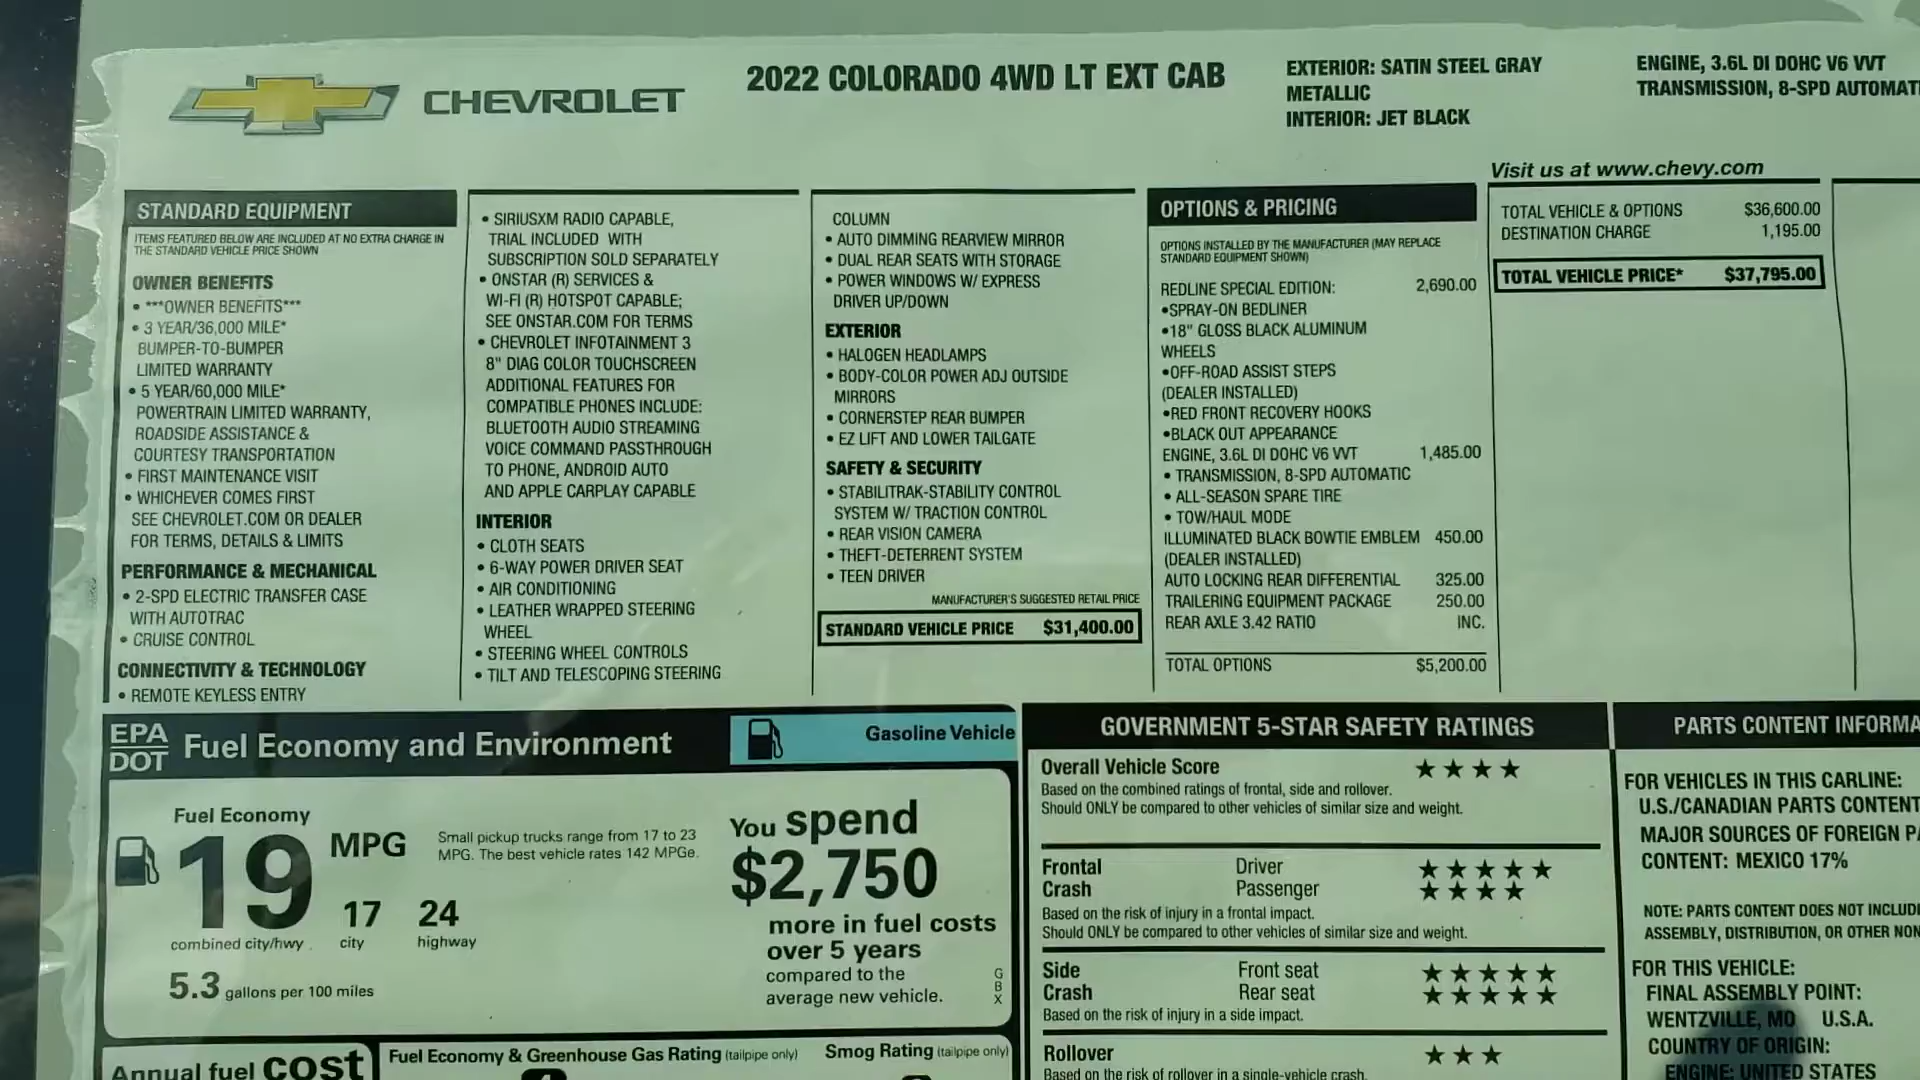 CHEVROLET
2022 COLORADO 4WD LT EXT CAB
EXTERIOR: SATIN STEEL GRAY
METALLIC
INTERIOR: JET BLACK
ENGINE, 3.6L DI DOHC V6 VVT
TRANSMISSION, 8-SPD AUTOMATI
Visit us at www.chevy.com
STANDARD EQUIPMENT
ITEMS FEATURED BELOW ARE INCLUDED AT NO EXTRA CHARGE IN
THE STANDARD VEHICLE PRICE SHOWN
OWNER BENEFITS
• ***OWNER BENEFITS***
• 3 YEAR/36,000 MILE*
BUMPER-TO-BUMPER
LIMITED WARRANTY
• 5 YEAR/60,000 MILE*
POWERTRAIN LIMITED WARRANTY,
ROADSIDE ASSISTANCE &
COURTESY TRANSPORTATION
• FIRST MAINTENANCE VISIT
• WHICHEVER COMES FIRST
SEE CHEVROLET.COM OR DEALER
FOR TERMS, DETAILS & LIMITS
PERFORMANCE & MECHANICAL
• 2-SPD ELECTRIC TRANSFER CASE
WITH AUTOTRAC
• CRUISE CONTROL
CONNECTIVITY & TECHNOLOGY
• REMOTE KEYLESS ENTRY
• SIRIUSXM RADIO CAPABLE,
TRIAL INCLUDED WITH
SUBSCRIPTION SOLD SEPARATELY
• ONSTAR (R) SERVICES &
WI-FI (R) HOTSPOT CAPABLE;
SEE ONSTAR.COM FOR TERMS
• CHEVROLET INFOTAINMENT 3
8" DIAG COLOR TOUCHSCREEN
ADDITIONAL FEATURES FOR
COMPATIBLE PHONES INCLUDE:
BLUETOOTH AUDIO STREAMING
VOICE COMMAND PASSTHROUGH
TO PHONE, ANDROID AUTO
AND APPLE CARPLAY CAPABLE
INTERIOR
• CLOTH SEATS
• 6-WAY POWER DRIVER SEAT
• AIR CONDITIONING
• LEATHER WRAPPED STEERING
WHEEL
• STEERING WHEEL CONTROLS
• TILT AND TELESCOPING STEERING
COLUMN
• AUTO DIMMING REARVIEW MIRROR
• DUAL REAR SEATS WITH STORAGE
• POWER WINDOWS W/ EXPRESS
DRIVER UP/DOWN
EXTERIOR
• HALOGEN HEADLAMPS
• BODY-COLOR POWER ADJ OUTSIDE
MIRRORS
• CORNERSTEP REAR BUMPER
• EZ LIFT AND LOWER TAILGATE
SAFETY & SECURITY
• STABILITRAK-STABILITY CONTROL
SYSTEM W/ TRACTION CONTROL
• REAR VISION CAMERA
• THEFT-DETERRENT SYSTEM
• TEEN DRIVER
MANUFACTURER'S SUGGESTED RETAIL PRICE
STANDARD VEHICLE PRICE $31,400.00
OPTIONS & PRICING
OPTIONS INSTALLED BY THE MANUFACTURER (MAY REPLACE
STANDARD EQUIPMENT SHOWN)
REDLINE SPECIAL EDITION: 2,690.00
•SPRAY-ON BEDLINER
•18" GLOSS BLACK ALUMINUM
WHEELS
•OFF-ROAD ASSIST STEPS
(DEALER INSTALLED)
•RED FRONT RECOVERY HOOKS
•BLACK OUT APPEARANCE
ENGINE, 3.6L DI DOHC V6 VVT 1,485.00
• TRANSMISSION, 8-SPD AUTOMATIC
• ALL-SEASON SPARE TIRE
• TOW/HAUL MODE
ILLUMINATED BLACK BOWTIE EMBLEM 450.00
(DEALER INSTALLED)
AUTO LOCKING REAR DIFFERENTIAL 325.00
TRAILERING EQUIPMENT PACKAGE 250.00
REAR AXLE 3.42 RATIO INC.
TOTAL OPTIONS $5,200.00
TOTAL VEHICLE & OPTIONS $36,600.00
DESTINATION CHARGE 1,195.00
TOTAL VEHICLE PRICE* $37,795.00
EPA
DOT
Fuel Economy and Environment
Gasoline Vehicle
Fuel Economy
19 MPG
combined city/hwy
17
city
24
highway
5.3 gallons per 100 miles
Small pickup trucks range from 17 to 23
MPG. The best vehicle rates 142 MPGe.
You spend
$2,750
more in fuel costs
over 5 years
compared to the
average new vehicle.
G
B
X
Annual fuel cost
Fuel Economy & Greenhouse Gas Rating (tailpipe only)
Smog Rating (tailpipe only)
GOVERNMENT 5-STAR SAFETY RATINGS
Overall Vehicle Score ★★★★
Based on the combined ratings of frontal, side and rollover.
Should ONLY be compared to other vehicles of similar size and weight.
Frontal Driver ★★★★★
Crash Passenger ★★★★
Based on the risk of injury in a frontal impact.
Should ONLY be compared to other vehicles of similar size and weight.
Side Front seat ★★★★★
Crash Rear seat ★★★★★
Based on the risk of injury in a side impact.
Rollover ★★★
Based on the risk of rollover in a single-vehicle crash.
PARTS CONTENT INFORMA
FOR VEHICLES IN THIS CARLINE:
U.S./CANADIAN PARTS CONTENT
MAJOR SOURCES OF FOREIGN PA
CONTENT: MEXICO 17%
NOTE: PARTS CONTENT DOES NOT INCLUD
ASSEMBLY, DISTRIBUTION, OR OTHER NON
FOR THIS VEHICLE:
FINAL ASSEMBLY POINT:
WENTZVILLE, MO U.S.A.
COUNTRY OF ORIGIN:
ENGINE: UNITED STATES